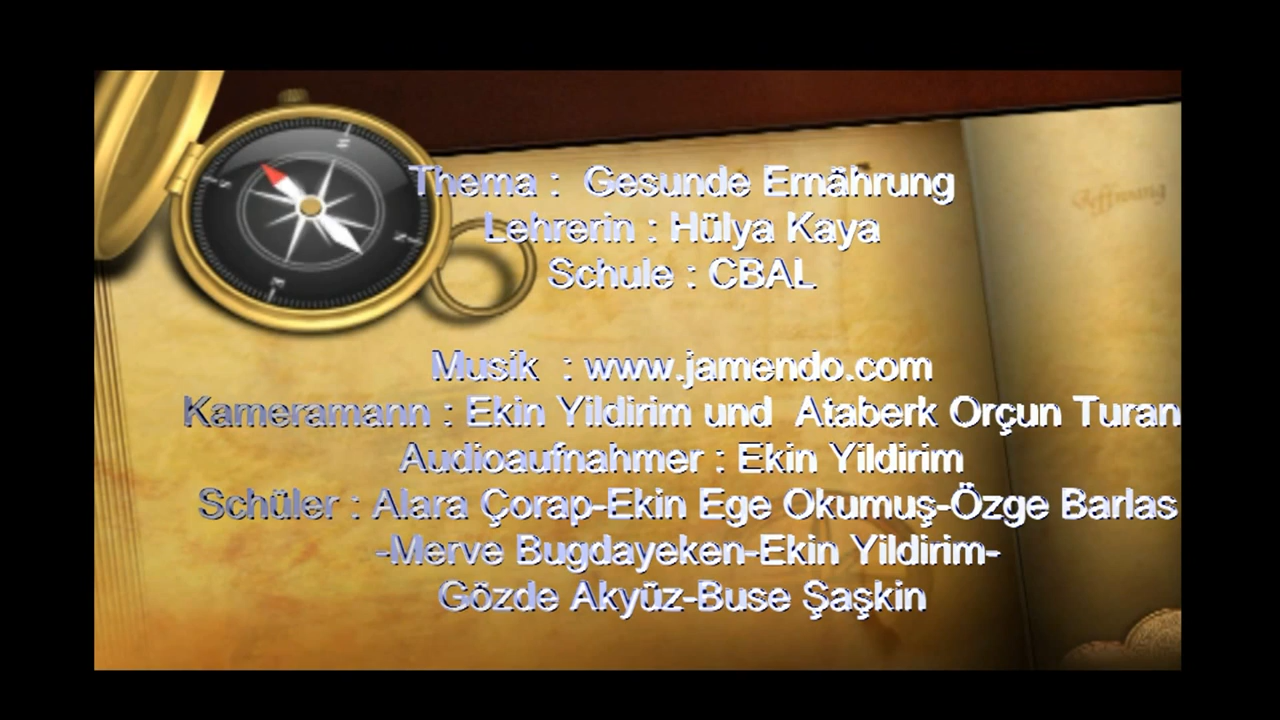 Thema : Gesunde Ernährung
Lehrerin : Hülya Kaya
Schule : CBAL
Musik : www.jamendo.com
Kameramann : Ekin Yildirim und Ataberk Orçun Turan
Audioaufnahmer : Ekin Yildirim
Schüler : Alara Çorap-Ekin Ege Okumuş-Özge Barlas
-Merve Bugdayeken-Ekin Yildirim-
Gözde Akyüz-Buse Şaşkin